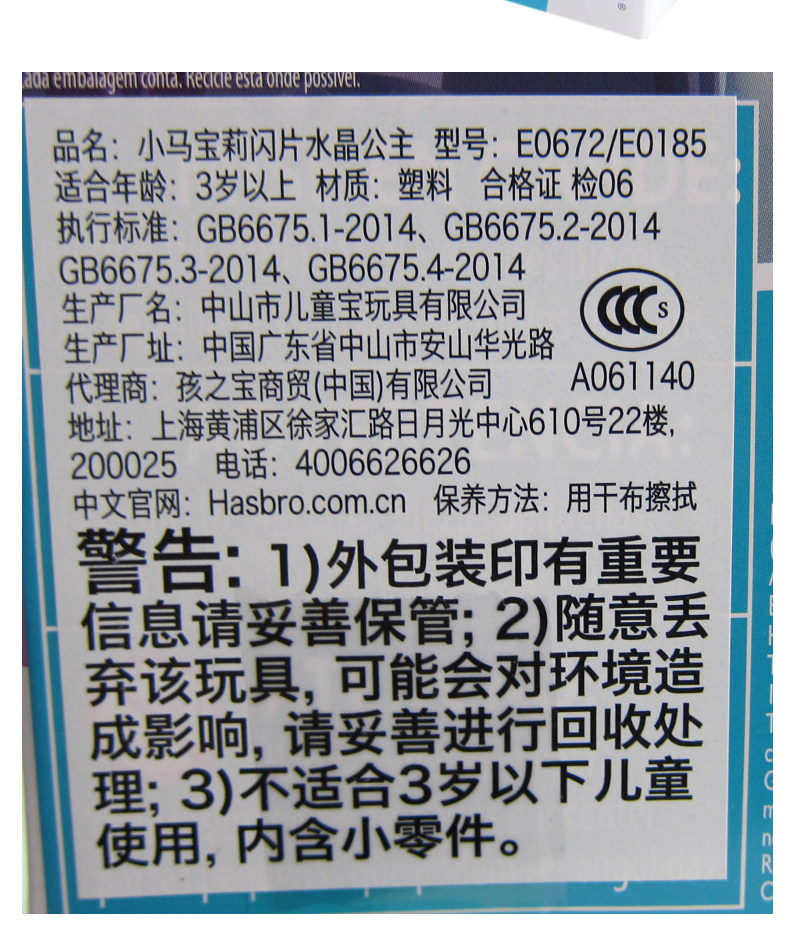 ada embalagem conta. Recicle esta onde possível.
品名：小马宝莉闪片水晶公主 型号：E0672/E0185
适合年龄：3岁以上 材质：塑料 合格证 检06
执行标准：GB6675.1-2014、GB6675.2-2014
GB6675.3-2014、GB6675.4-2014
生产厂名：中山市儿童宝玩具有限公司
CCC S
生产厂址：中国广东省中山市安山华光路
代理商：孩之宝商贸(中国)有限公司 A061140
地址：上海黄浦区徐家汇路日月光中心610号22楼,
200025 电话：4006626626
中文官网：Hasbro.com.cn 保养方法：用干布擦拭
警告: 1)外包装印有重要
信息请妥善保管; 2)随意丢
弃该玩具, 可能会对环境造
成影响, 请妥善进行回收处
理; 3)不适合3岁以下儿童
使用, 内含小零件。